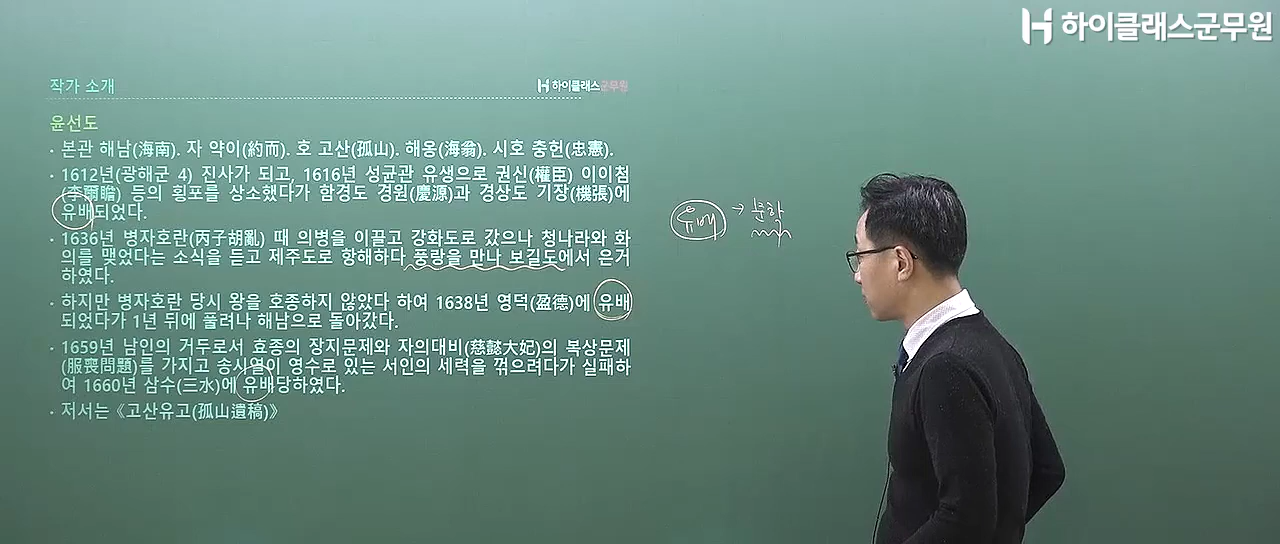 하이클래스군무원
작가 소개
하이클래스군무원
윤선도
· 본관 해남(海南). 자 약이(約而). 호 고산(孤山). 해옹(海翁). 시호 충헌(忠憲).
· 1612년(광해군 4) 진사가 되고, 1616년 성균관 유생으로 권신(權臣) 이이첨
(李爾瞻) 등의 횡포를 상소했다가 함경도 경원(慶源)과 경상도 기장(機張)에
유배되었다.
· 1636년 병자호란(丙子胡亂) 때 의병을 이끌고 강화도로 갔으나 청나라와 화
의를 맺었다는 소식을 듣고 제주도로 항해하다 풍랑을 만나 보길도에서 은거
하였다.
· 하지만 병자호란 당시 왕을 호종하지 않았다 하여 1638년 영덕(盈德)에 유배
되었다가 1년 뒤에 풀려나 해남으로 돌아갔다.
· 1659년 남인의 거두로서 효종의 장지문제와 자의대비(慈懿大妃)의 복상문제
(服喪問題)를 가지고 송시열이 영수로 있는 서인의 세력을 꺾으려다가 실패하
여 1660년 삼수(三水)에 유배당하였다.
· 저서는 《고산유고(孤山遺稿)》
유배 → 문학